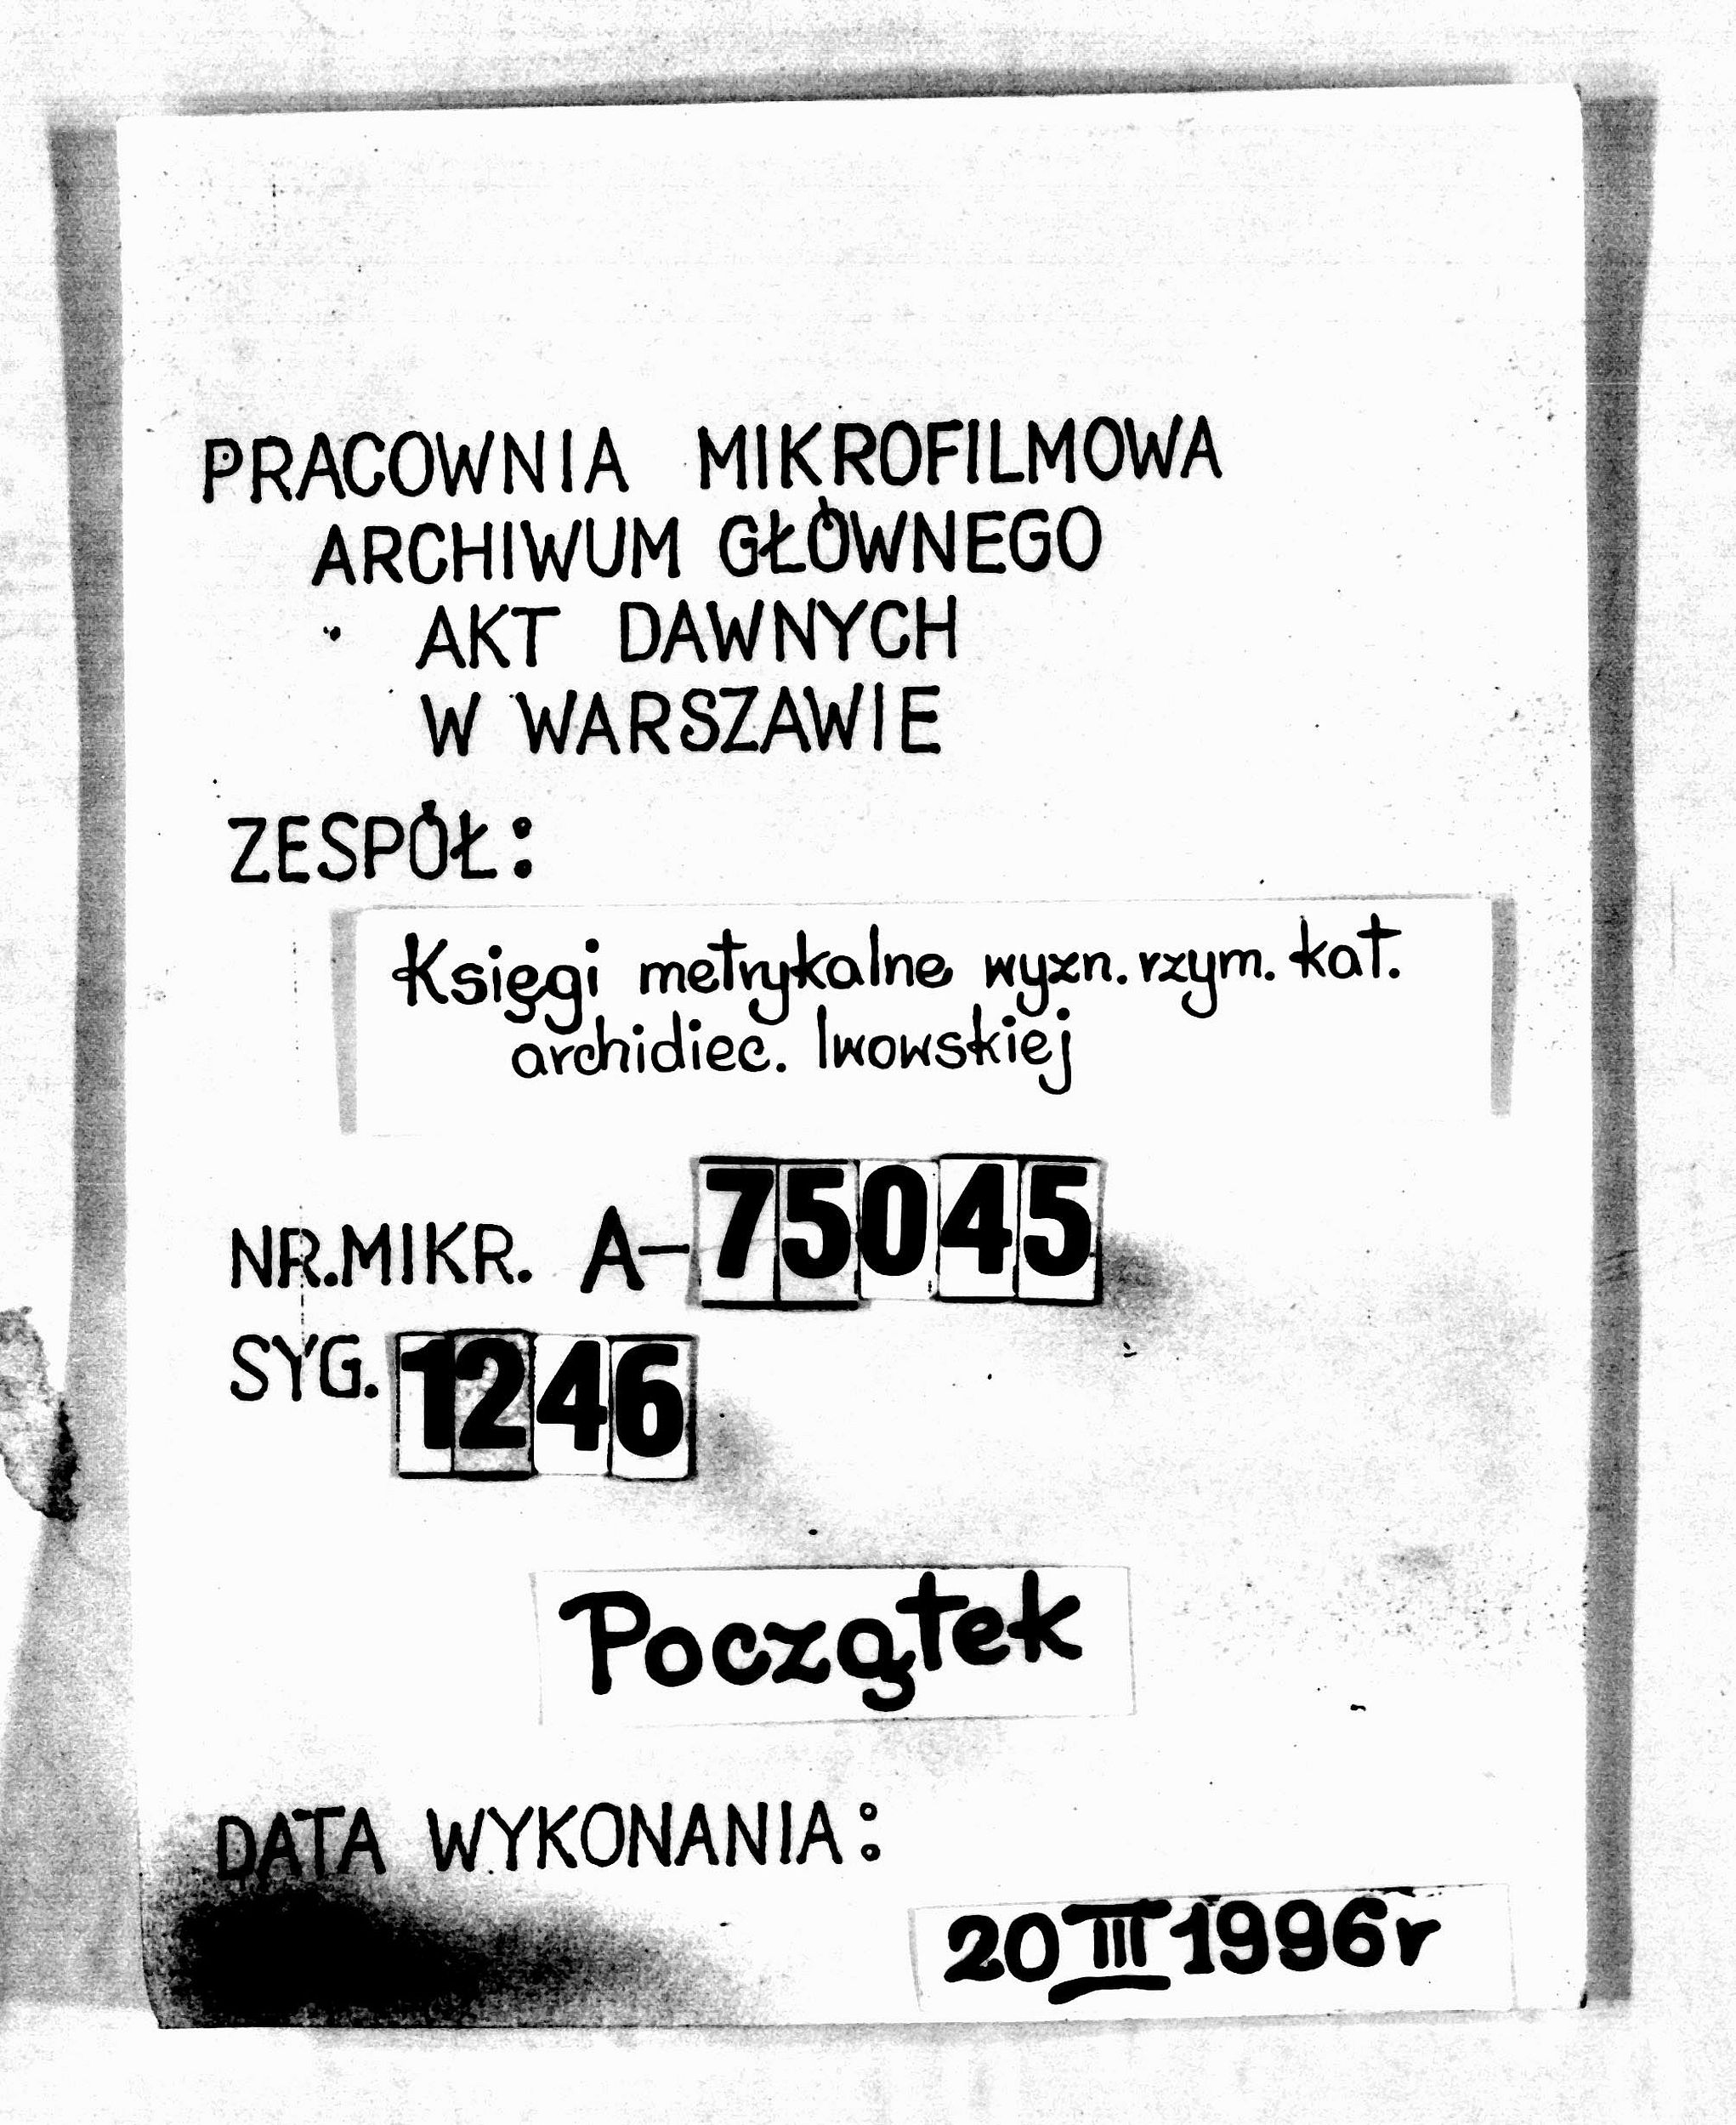 PRACOWNIA MIKROFILMOWA
ARCHIWUM GŁÓWNEGO
AKT DAWNYCH
W WARSZAWIE
ZESPÓŁ:
Księgi metrykalne wyzn. rzym. kat.
archidiec. lwowskiej
NR.MIKR. A-75045
SYG. 1246
Początek
DATA WYKONANIA:
20 III 1996r